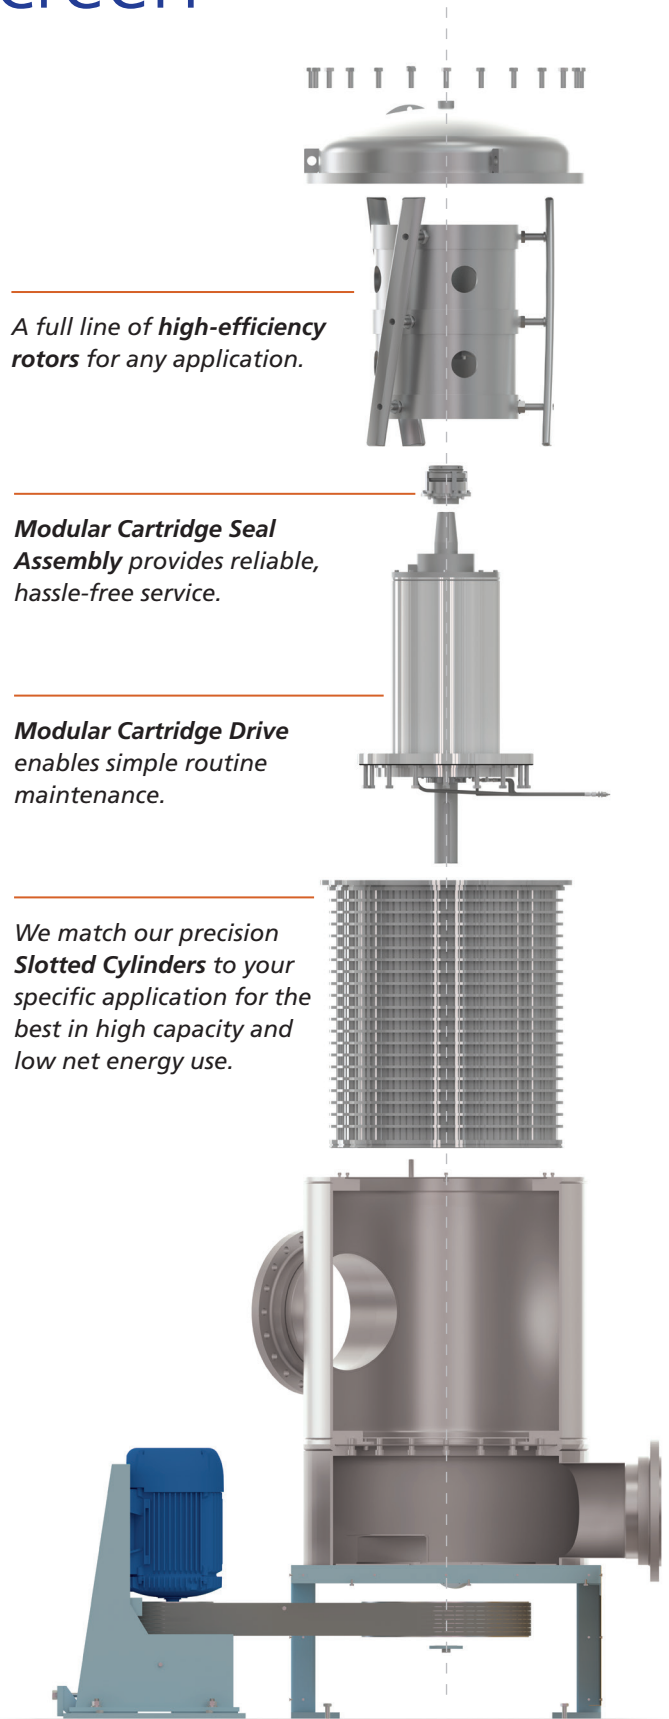 A full line of high-efficiency
rotors for any application.
Modular Cartridge Seal
Assembly provides reliable,
hassle-free service.
Modular Cartridge Drive
enables simple routine
maintenance.
We match our precision
Slotted Cylinders to your
specific application for the
best in high capacity and
low net energy use.